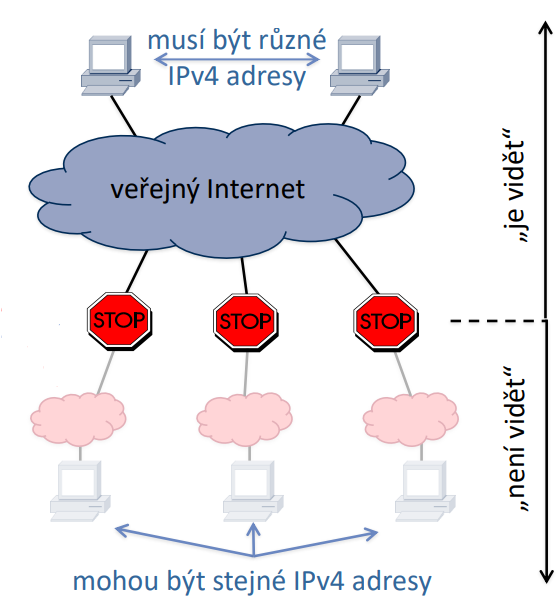 musí být různé
IPv4 adresy
veřejný Internet
„je vidět“
STOP
STOP
STOP
„není vidět“
mohou být stejné IPv4 adresy